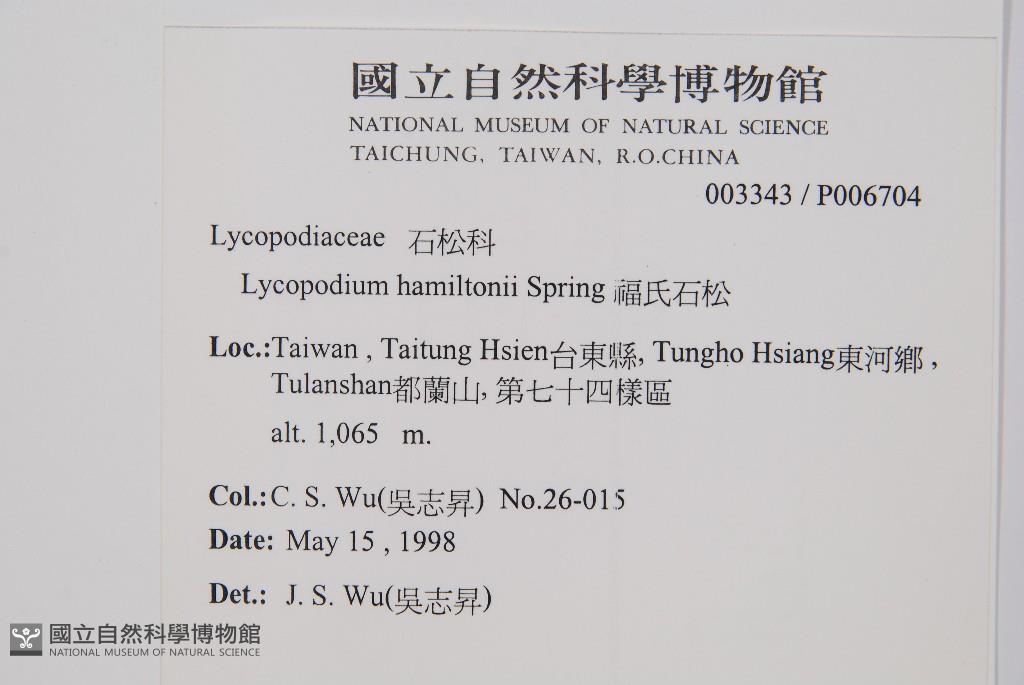 國立自然科學博物館
NATIONAL MUSEUM OF NATURAL SCIENCE
TAICHUNG, TAIWAN, R.O.CHINA
003343 / P006704
Lycopodiaceae 石松科
Lycopodium hamiltonii Spring 福氏石松
Loc.:Taiwan , Taitung Hsien台東縣, Tungho Hsiang東河鄉 ,
Tulanshan都蘭山, 第七十四樣區
alt. 1,065 m.
Col.:C. S. Wu(吳志昇) No.26-015
Date: May 15 , 1998
Det.: J. S. Wu(吳志昇)
國立自然科學博物館
NATIONAL MUSEUM OF NATURAL SCIENCE